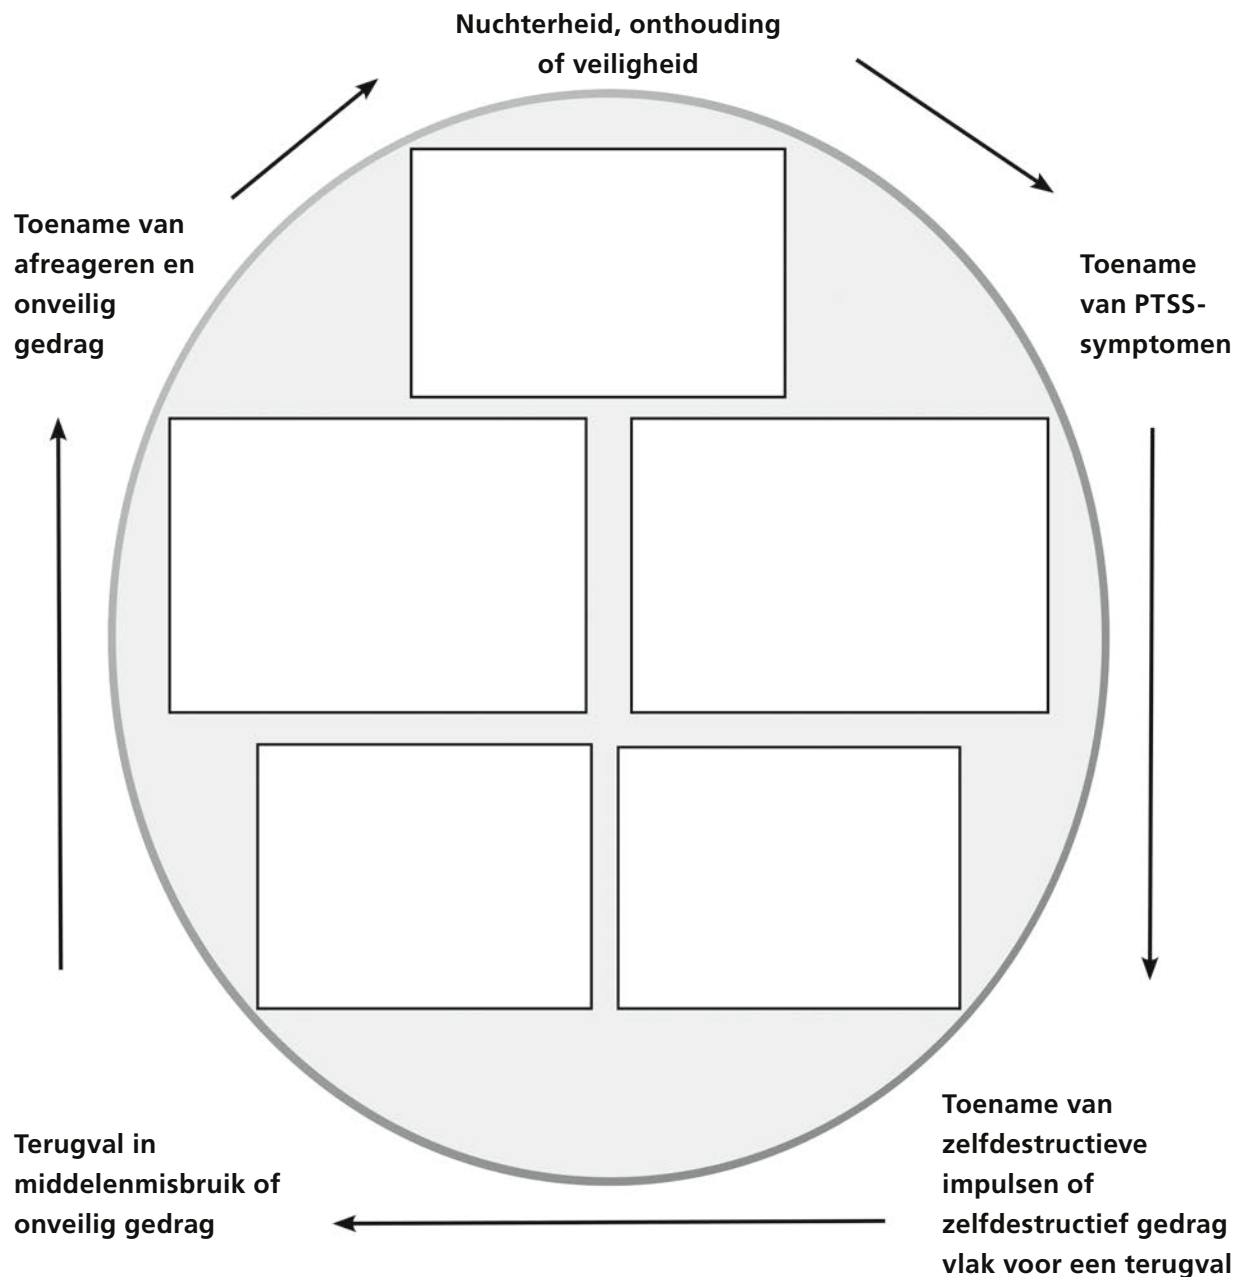 Nuchterheid, onthouding
of veiligheid
Toename van
afreageren en
onveilig
gedrag
Toename
van PTSS-
symptomen
Toename van
zelfdestructieve
impulsen of
zelfdestructief gedrag
vlak voor een terugval
Terugval in
middelenmisbruik of
onveilig gedrag